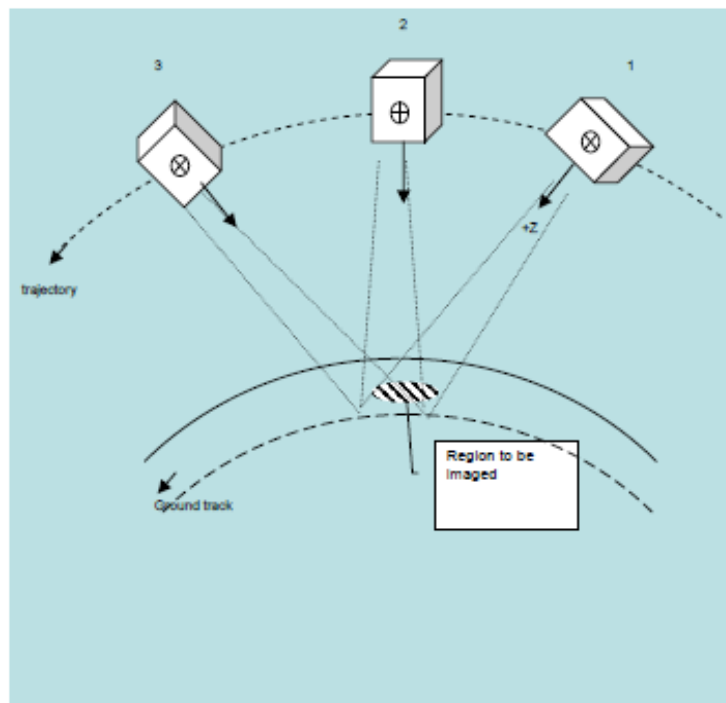 2
3
1
+Z
trajectory
Region to be
imaged
Ground track